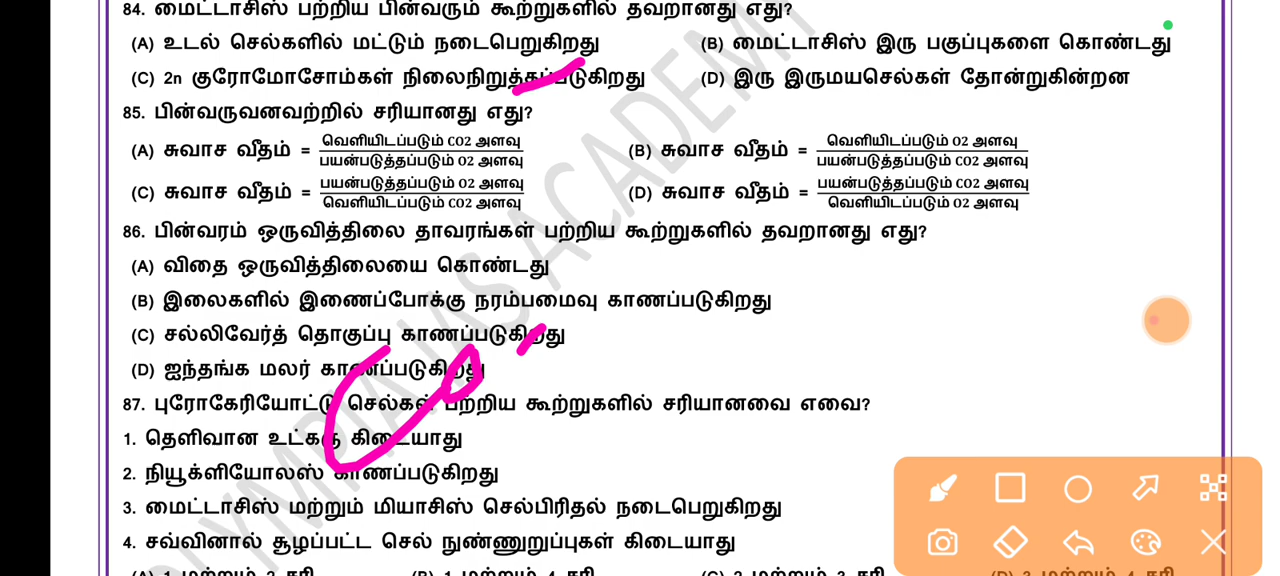 84. மைட்டாசிஸ் பற்றிய பின்வரும் கூற்றுகளில் தவறானது எது?
(A) உடல் செல்களில் மட்டும் நடைபெறுகிறது (B) மைட்டாசிஸ் இரு பகுப்புகளை கொண்டது
(C) 2n குரோமோசோம்கள் நிலைநிறுத்தப்படுகிறது (D) இரு இருமயசெல்கள் தோன்றுகின்றன
85. பின்வருவனவற்றில் சரியானது எது?
(A) சுவாச வீதம் = வெளியிடப்படும் CO2 அளவு / பயன்படுத்தப்படும் O2 அளவு (B) சுவாச வீதம் = வெளியிடப்படும் O2 அளவு / பயன்படுத்தப்படும் CO2 அளவு
(C) சுவாச வீதம் = பயன்படுத்தப்படும் O2 அளவு / வெளியிடப்படும் CO2 அளவு (D) சுவாச வீதம் = பயன்படுத்தப்படும் CO2 அளவு / வெளியிடப்படும் O2 அளவு
86. பின்வரம் ஒருவித்திலை தாவரங்கள் பற்றிய கூற்றுகளில் தவறானது எது?
(A) விதை ஒருவித்திலையை கொண்டது
(B) இலைகளில் இணைப்போக்கு நரம்பமைவு காணப்படுகிறது
(C) சல்லிவேர்த் தொகுப்பு காணப்படுகிறது
(D) ஐந்தங்க மலர் காணப்படுகிறது
87. புரோகேரியோட்டு செல்கள் பற்றிய கூற்றுகளில் சரியானவை எவை?
1. தெளிவான உட்கரு கிடையாது
2. நியூக்ளியோலஸ் காணப்படுகிறது
3. மைட்டாசிஸ் மற்றும் மியாசிஸ் செல்பிரிதல் நடைபெறுகிறது
4. சவ்வினால் சூழப்பட்ட செல் நுண்ணுறுப்புகள் கிடையாது
OLYMPIA IAS ACADEMY